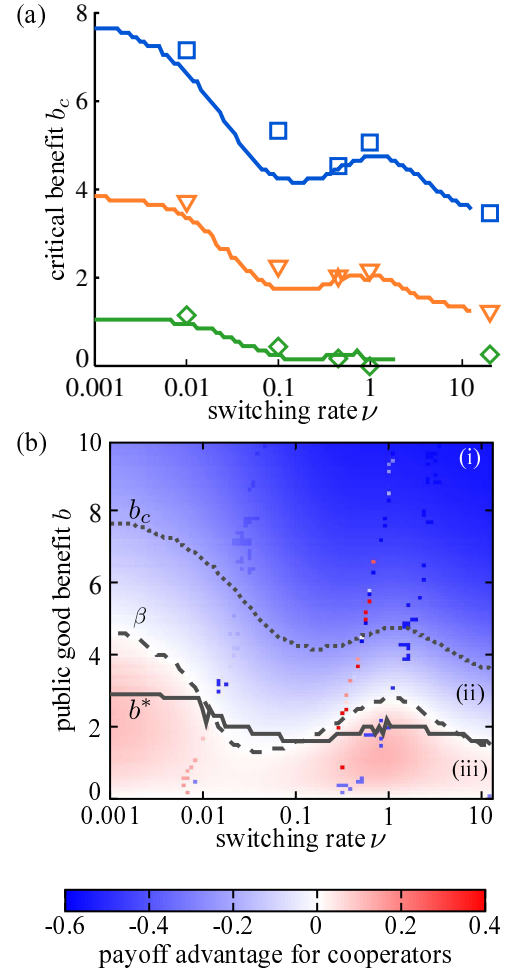 (a)
8
6
4
2
0
critical benefit b_c
0.001 0.01 0.1 1 10
switching rate ν
(b)
10
8
6
4
2
0
public good benefit b
(i)
b_c
β
(ii)
b*
(iii)
0.001 0.01 0.1 1 10
switching rate ν
-0.6 -0.4 -0.2 0 0.2 0.4
payoff advantage for cooperators